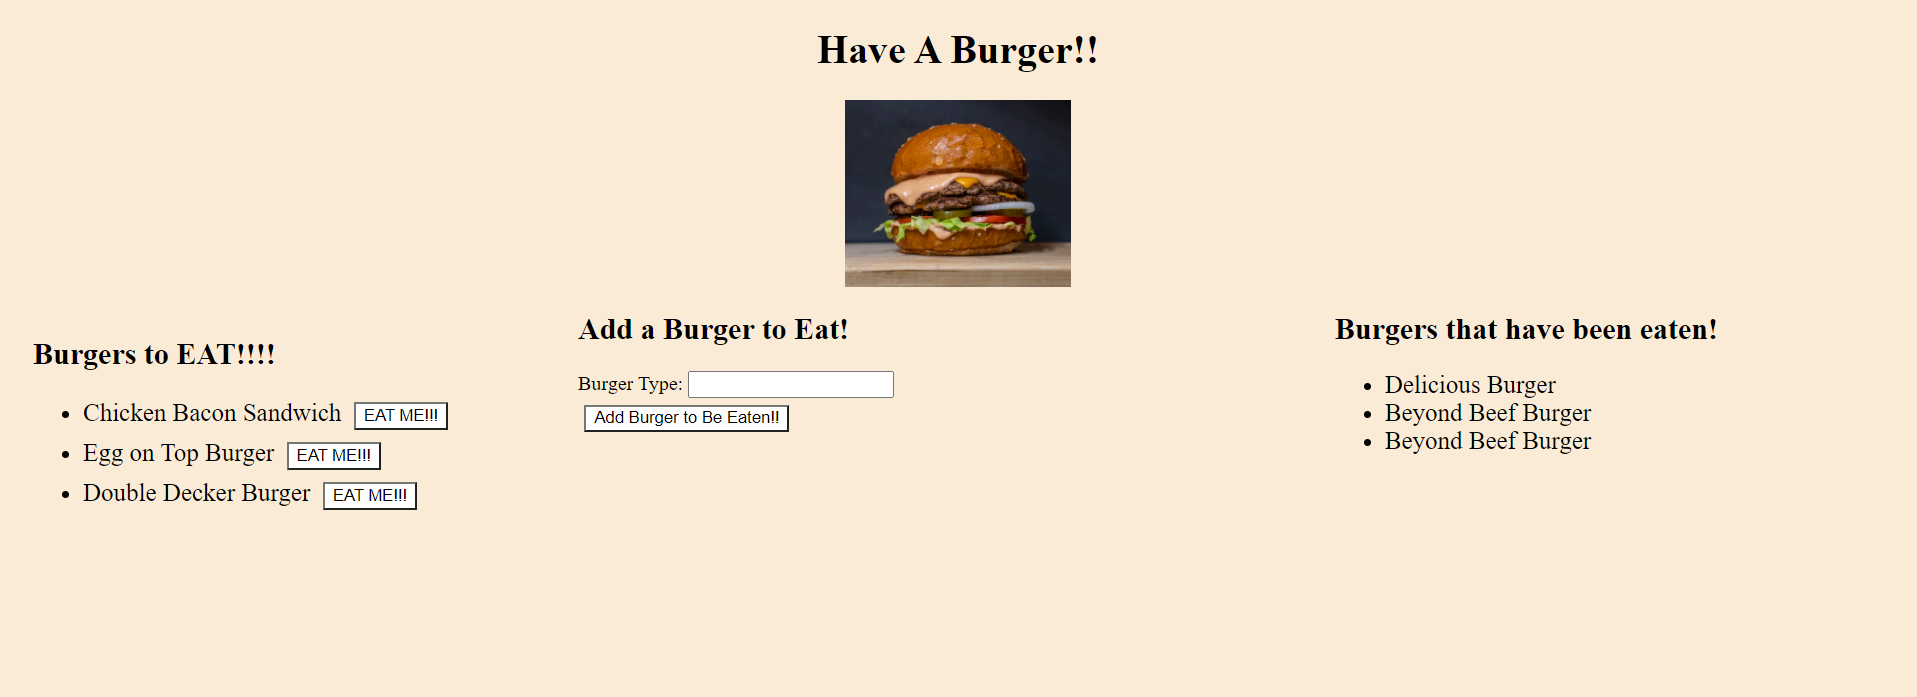 Have A Burger!!
Burgers to EAT!!!!
Chicken Bacon Sandwich EAT ME!!!
Egg on Top Burger EAT ME!!!
Double Decker Burger EAT ME!!!
Add a Burger to Eat!
Burger Type:
Add Burger to Be Eaten!!
Burgers that have been eaten!
Delicious Burger
Beyond Beef Burger
Beyond Beef Burger